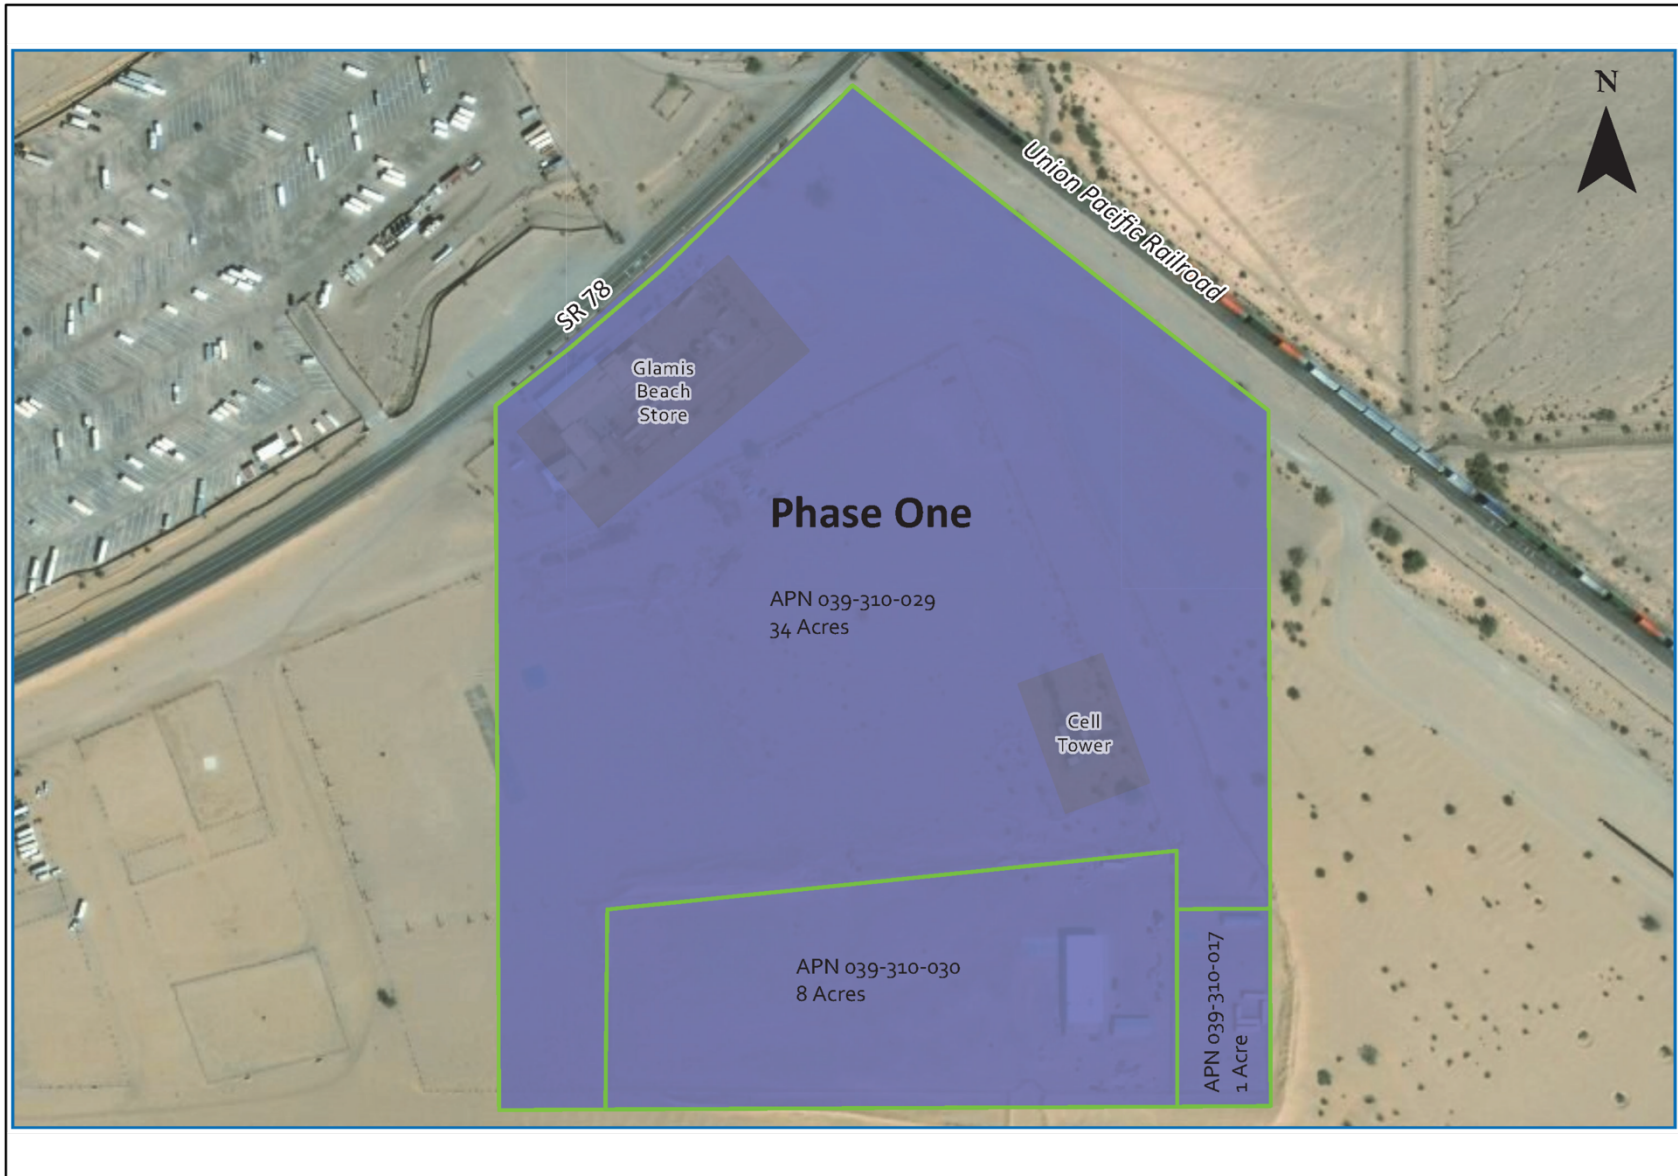 N
Union Pacific Railroad
SR 78
Glamis
Beach
Store
Phase One
APN 039-310-029
34 Acres
Cell
Tower
APN 039-310-030
8 Acres
APN 039-310-017
1 Acre